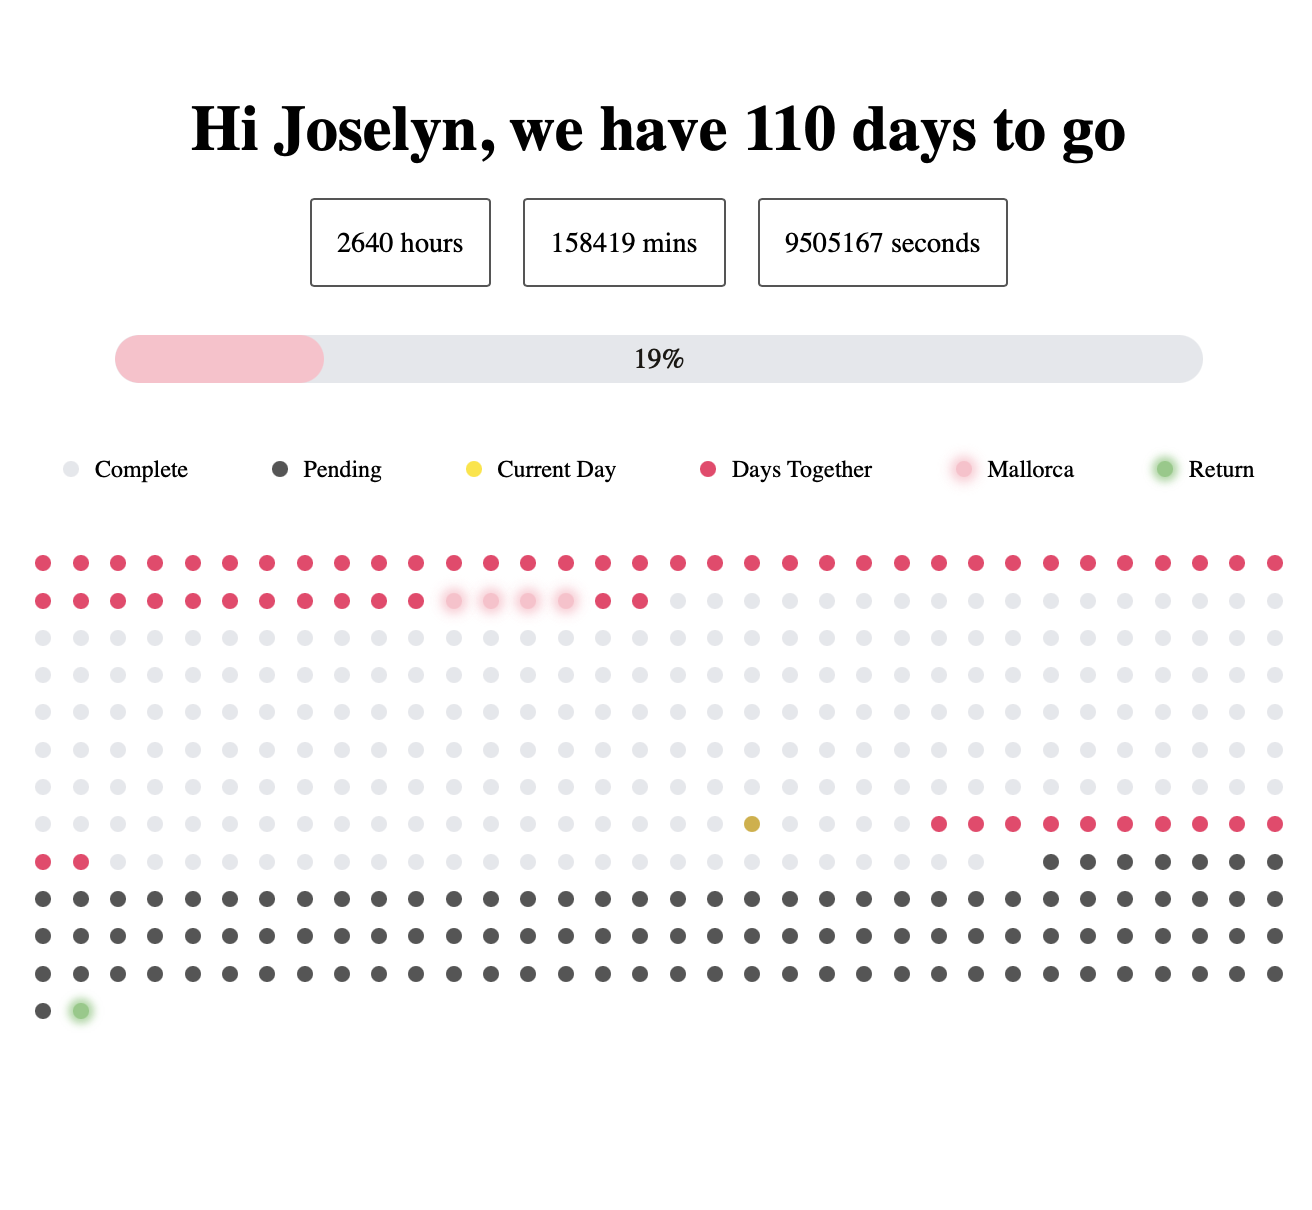 Hi Joselyn, we have 110 days to go
2640 hours
158419 mins
9505167 seconds
19%
Complete
Pending
Current Day
Days Together
Mallorca
Return